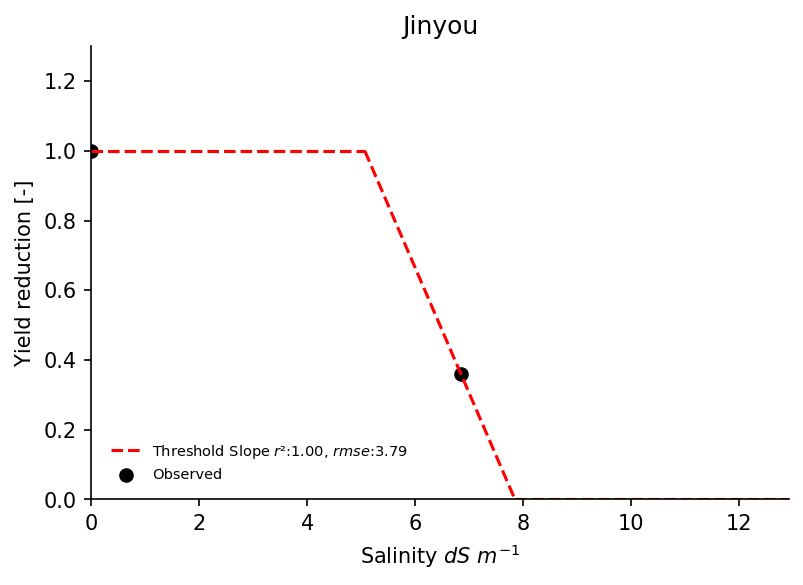 Jinyou
1.2
1.0
0.8
0.6
0.4
0.2
0.0
Yield reduction [-]
Threshold Slope r²:1.00, rmse:3.79
Observed
0 2 4 6 8 10 12
Salinity dS m⁻¹